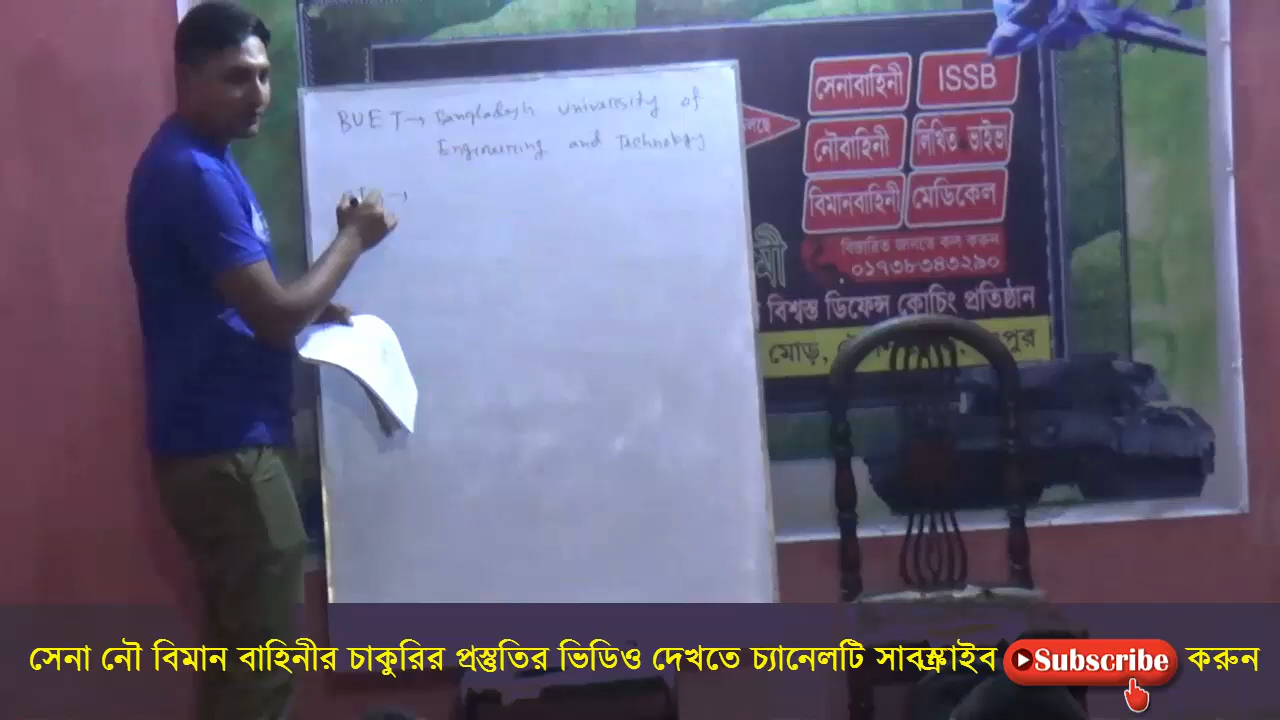 BUET → Bangladesh University of
Engineering and Technology
→
সেনাবাহিনী
ISSB
নৌবাহিনী
লিখিত ভাইভা
বিমানবাহিনী
মেডিকেল
বিস্তারিত জানতে কল করুন
০১৭৩৮৩৪৩২৯০
বিশ্বস্ত ডিফেন্স কোচিং প্রতিষ্ঠান
মোড়,
সেনা নৌ বিমান বাহিনীর চাকুরির প্রস্তুতির ভিডিও দেখতে চ্যানেলটি সাবস্ক্রাইব Subscribe করুন